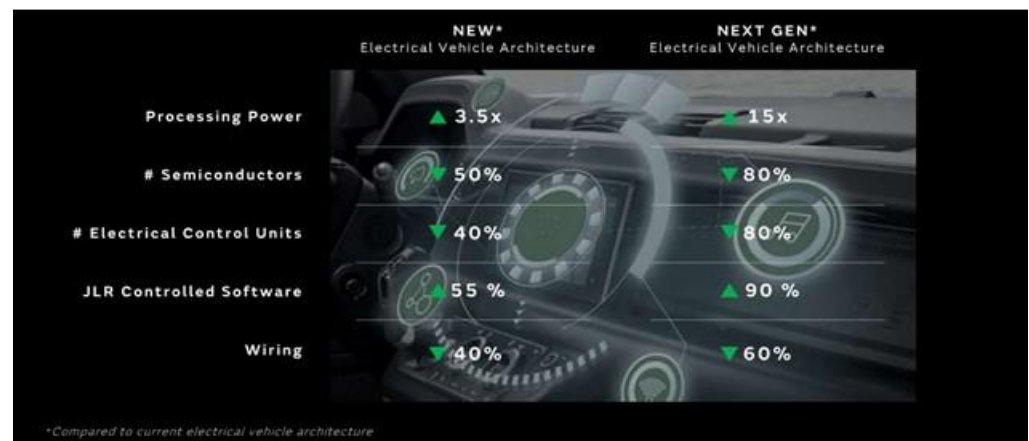 NEW* NEXT GEN*
Electrical Vehicle Architecture Electrical Vehicle Architecture
Processing Power ▲ 3.5x ▲ 15x
# Semiconductors ▼ 50% ▼ 80%
# Electrical Control Units ▼ 40% ▼ 80%
JLR Controlled Software ▲ 55 % ▲ 90 %
Wiring ▼ 40% ▼ 60%
*Compared to current electrical vehicle architecture